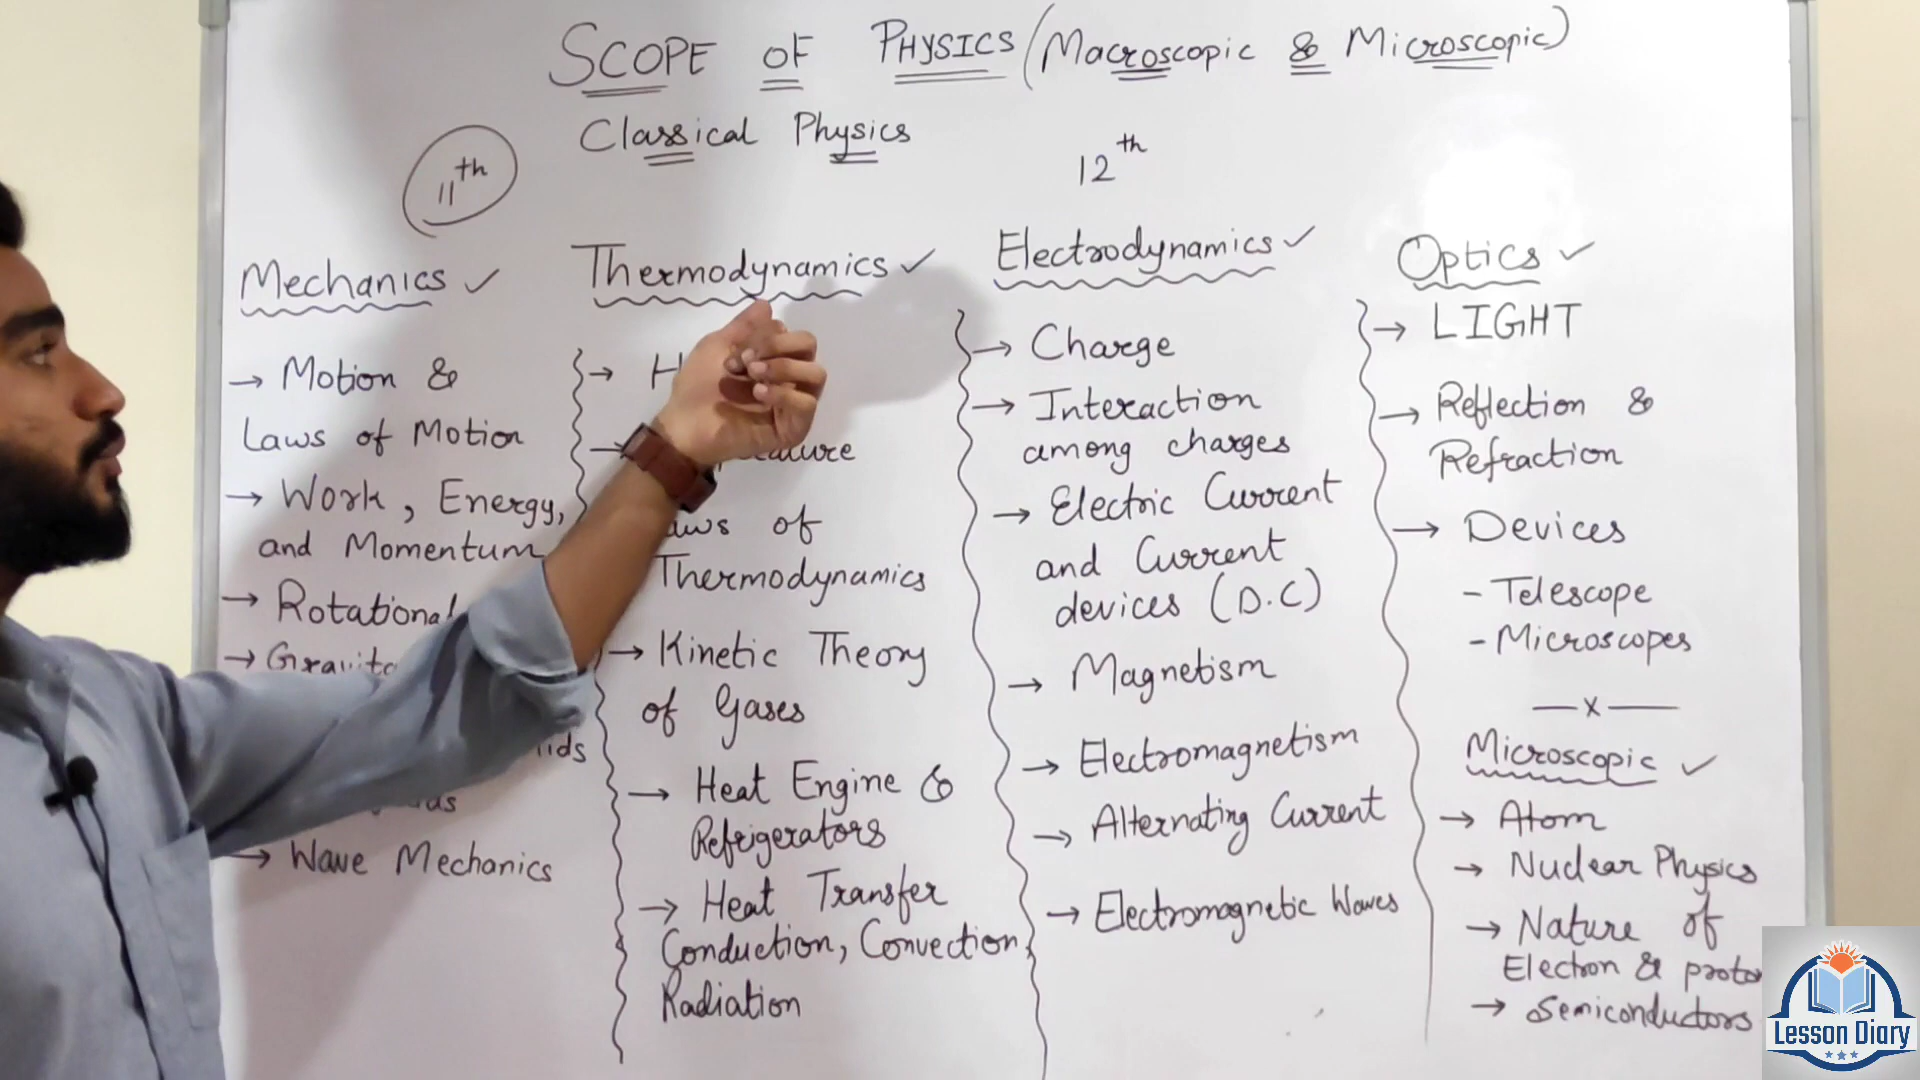 SCOPE OF PHYSICS (Macroscopic & Microscopic)
Classical Physics
11th
12th
Mechanics ✓
→ Motion &
Laws of Motion
→ Work, Energy,
and Momentum
→ Rotational
→
→ Wave Mechanics
Thermodynamics ✓
→
→
of
Thermodynamics
→ Kinetic Theory
of Gases
→ Heat Engine &
Refrigerators
→ Heat Transfer
Conduction, Convection,
Radiation
Electrodynamics ✓
→ Charge
→ Interaction
among charges
→ Electric Current
and Current
devices (D.C)
→ Magnetism
→ Electromagnetism
→ Alternating Current
→ Electromagnetic Waves
Optics ✓
→ LIGHT
→ Reflection &
Refraction
→ Devices
- Telescope
- Microscopes
—x—
Microscopic ✓
→ Atom
→ Nuclear Physics
→ Nature of
Electron &
→ Semiconductors
Lesson Diary